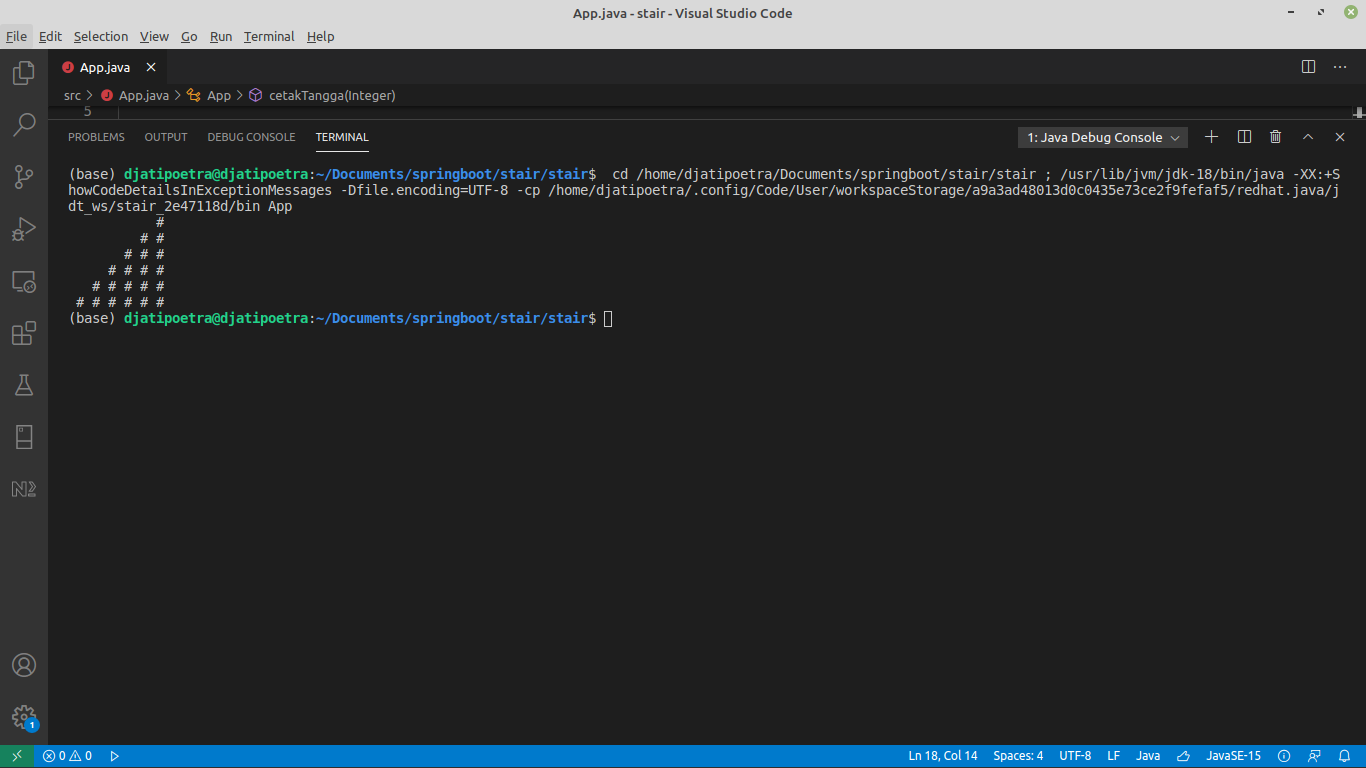 App.java - stair - Visual Studio Code
File Edit Selection View Go Run Terminal Help
App.java
src > App.java > App > cetakTangga(Integer)
5
PROBLEMS OUTPUT DEBUG CONSOLE TERMINAL 1: Java Debug Console
(base) djatipoetra@djatipoetra:~/Documents/springboot/stair/stair$  cd /home/djatipoetra/Documents/springboot/stair/stair ; /usr/lib/jvm/jdk-18/bin/java -XX:+S
howCodeDetailsInExceptionMessages -Dfile.encoding=UTF-8 -cp /home/djatipoetra/.config/Code/User/workspaceStorage/a9a3ad48013d0c0435e73ce2f9fefaf5/redhat.java/j
dt_ws/stair_2e47118d/bin App
           #
         # #
       # # #
     # # # #
   # # # # #
 # # # # # #
(base) djatipoetra@djatipoetra:~/Documents/springboot/stair/stair$
1
0 0 Ln 18, Col 14 Spaces: 4 UTF-8 LF Java JavaSE-15